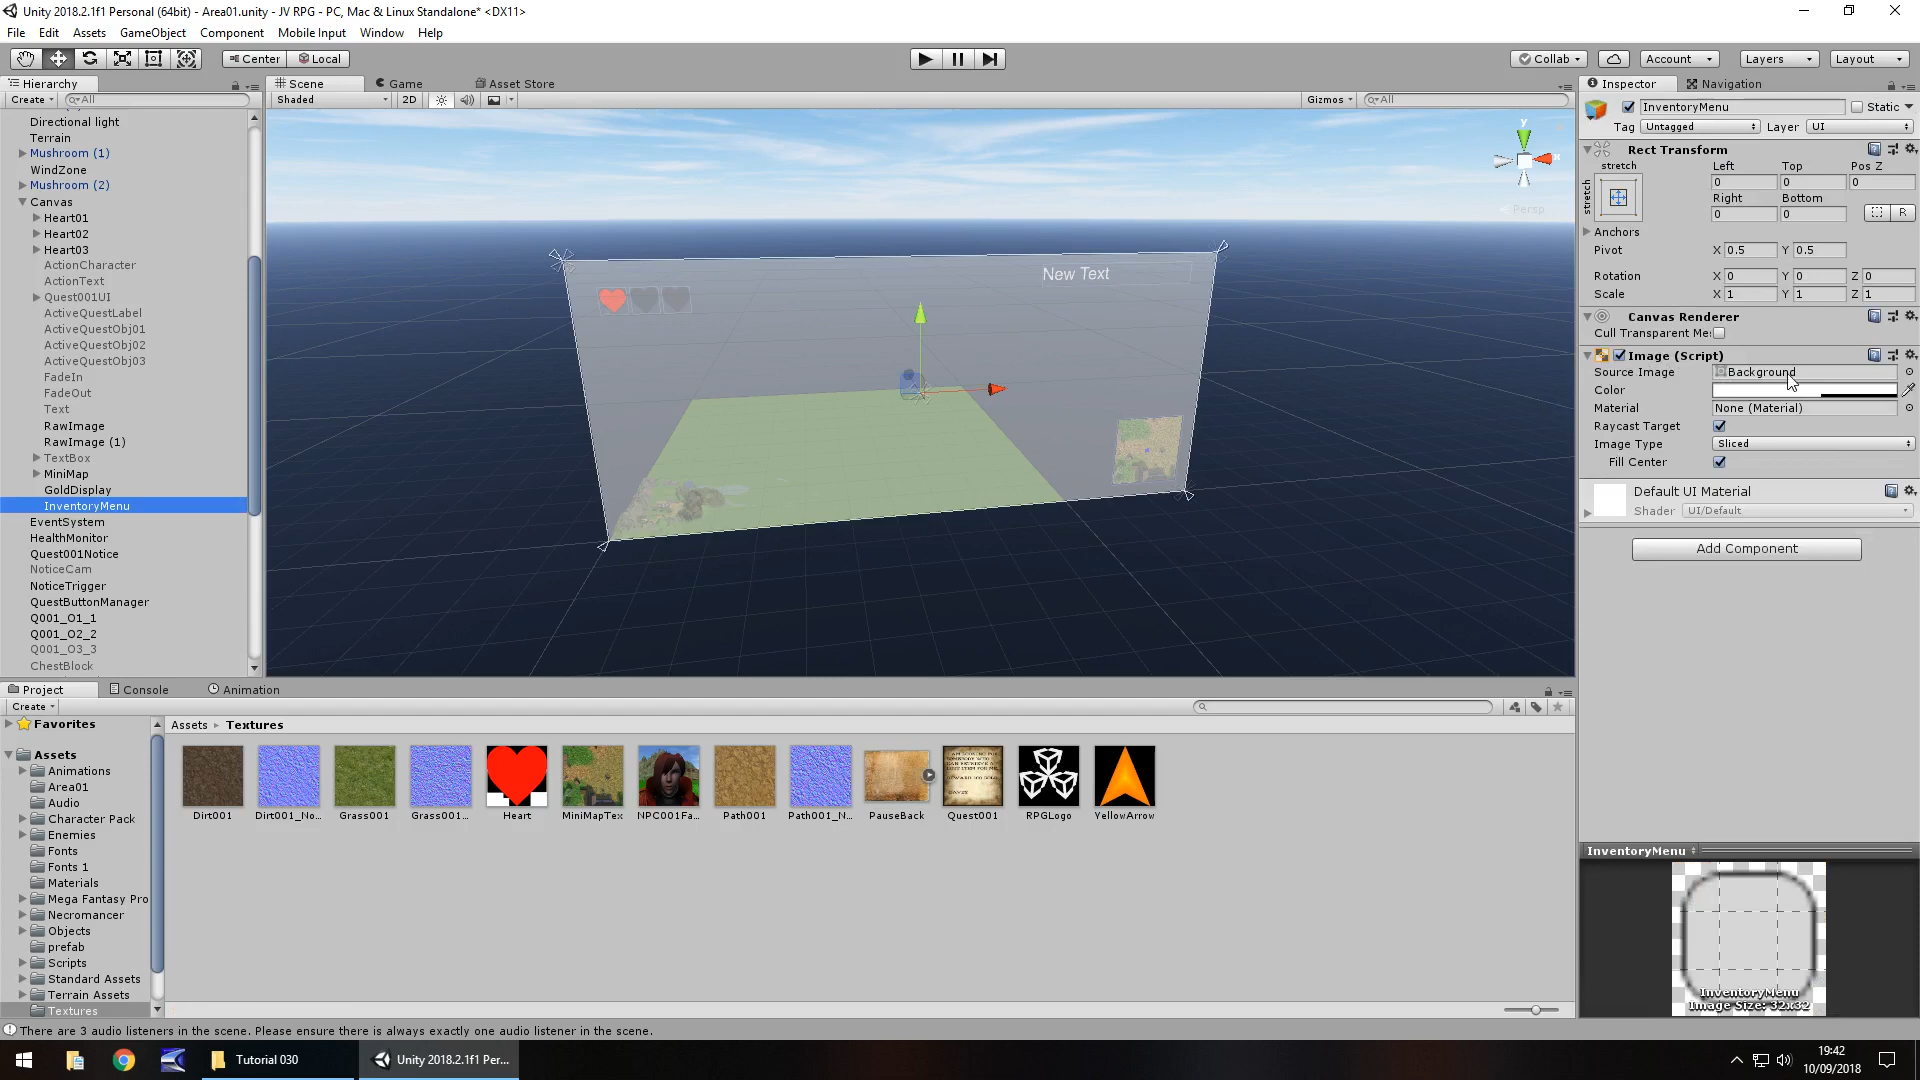 Unity 2018.2.1f1 Personal (64bit) - Area01.unity - JV RPG - PC, Mac & Linux Standalone* <DX11>
File Edit Assets GameObject Component Mobile Input Window Help
Center Local Collab Account Layers Layout
Hierarchy
Create All
Directional light
Terrain
Mushroom (1)
WindZone
Mushroom (2)
Canvas
Heart01
Heart02
Heart03
ActionCharacter
ActionText
Quest001UI
ActiveQuestLabel
ActiveQuestObj01
ActiveQuestObj02
ActiveQuestObj03
FadeIn
FadeOut
Text
RawImage
RawImage (1)
TextBox
MiniMap
GoldDisplay
InventoryMenu
EventSystem
HealthMonitor
Quest001Notice
NoticeCam
NoticeTrigger
QuestButtonManager
Q001_O1_1
Q001_O2_2
Q001_O3_3
ChestBlock
Scene Game Asset Store
Shaded 2D Gizmos All
y
x
Persp
New Text
Inspector Navigation
InventoryMenu Static
Tag Untagged Layer UI
Rect Transform
stretch Left Top Pos Z
stretch
0 0 0
Right Bottom
0 0 R
Anchors
Pivot X 0.5 Y 0.5
Rotation X 0 Y 0 Z 0
Scale X 1 Y 1 Z 1
Canvas Renderer
Cull Transparent Me:
Image (Script)
Source Image Background
Color
Material None (Material)
Raycast Target
Image Type Sliced
Fill Center
Default UI Material
Shader UI/Default
Add Component
InventoryMenu
InventoryMenu
Image Size: 32x32
Project Console Animation
Create
Favorites
Assets
Animations
Area01
Audio
Character Pack
Enemies
Fonts
Fonts 1
Materials
Mega Fantasy Pro
Necromancer
Objects
prefab
Scripts
Standard Assets
Terrain Assets
Textures
Assets Textures
Dirt001 Dirt001_No... Grass001 Grass001... Heart MiniMapTex NPC001Fa... Path001 Path001_N... PauseBack Quest001 RPGLogo YellowArrow
There are 3 audio listeners in the scene. Please ensure there is always exactly one audio listener in the scene.
Tutorial 030 Unity 2018.2.1f1 Per...
19:42
10/09/2018